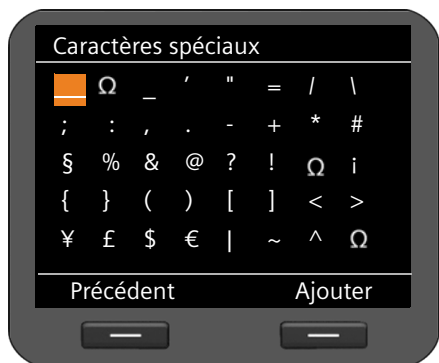 Caractères spéciaux
Ω _ ' " = / \
; : , . - + * #
§ % & @ ? ! Ω ¡
{ } ( ) [ ] < >
¥ £ $ € | ~ ^ Ω
Précédent Ajouter